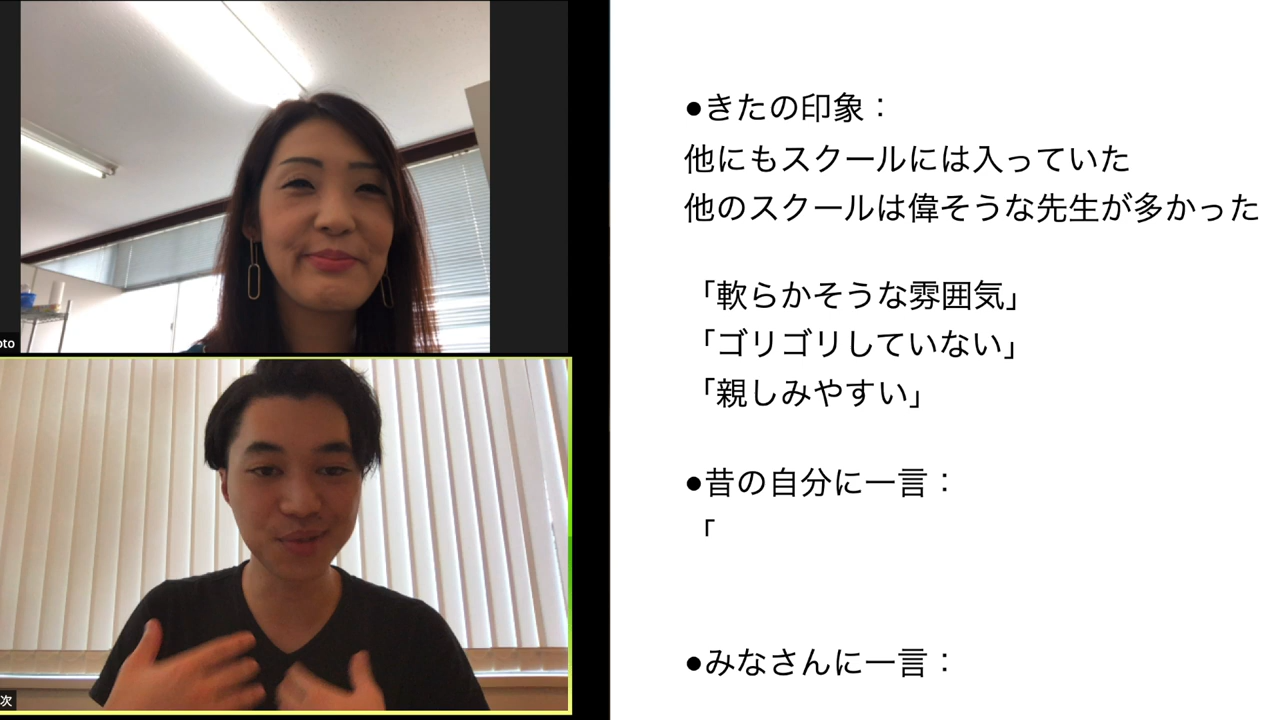 oto
次
●きたの印象：
他にもスクールには入っていた
他のスクールは偉そうな先生が多かった
「軟らかそうな雰囲気」
「ゴリゴリしていない」
「親しみやすい」
●昔の自分に一言：
「
●みなさんに一言：